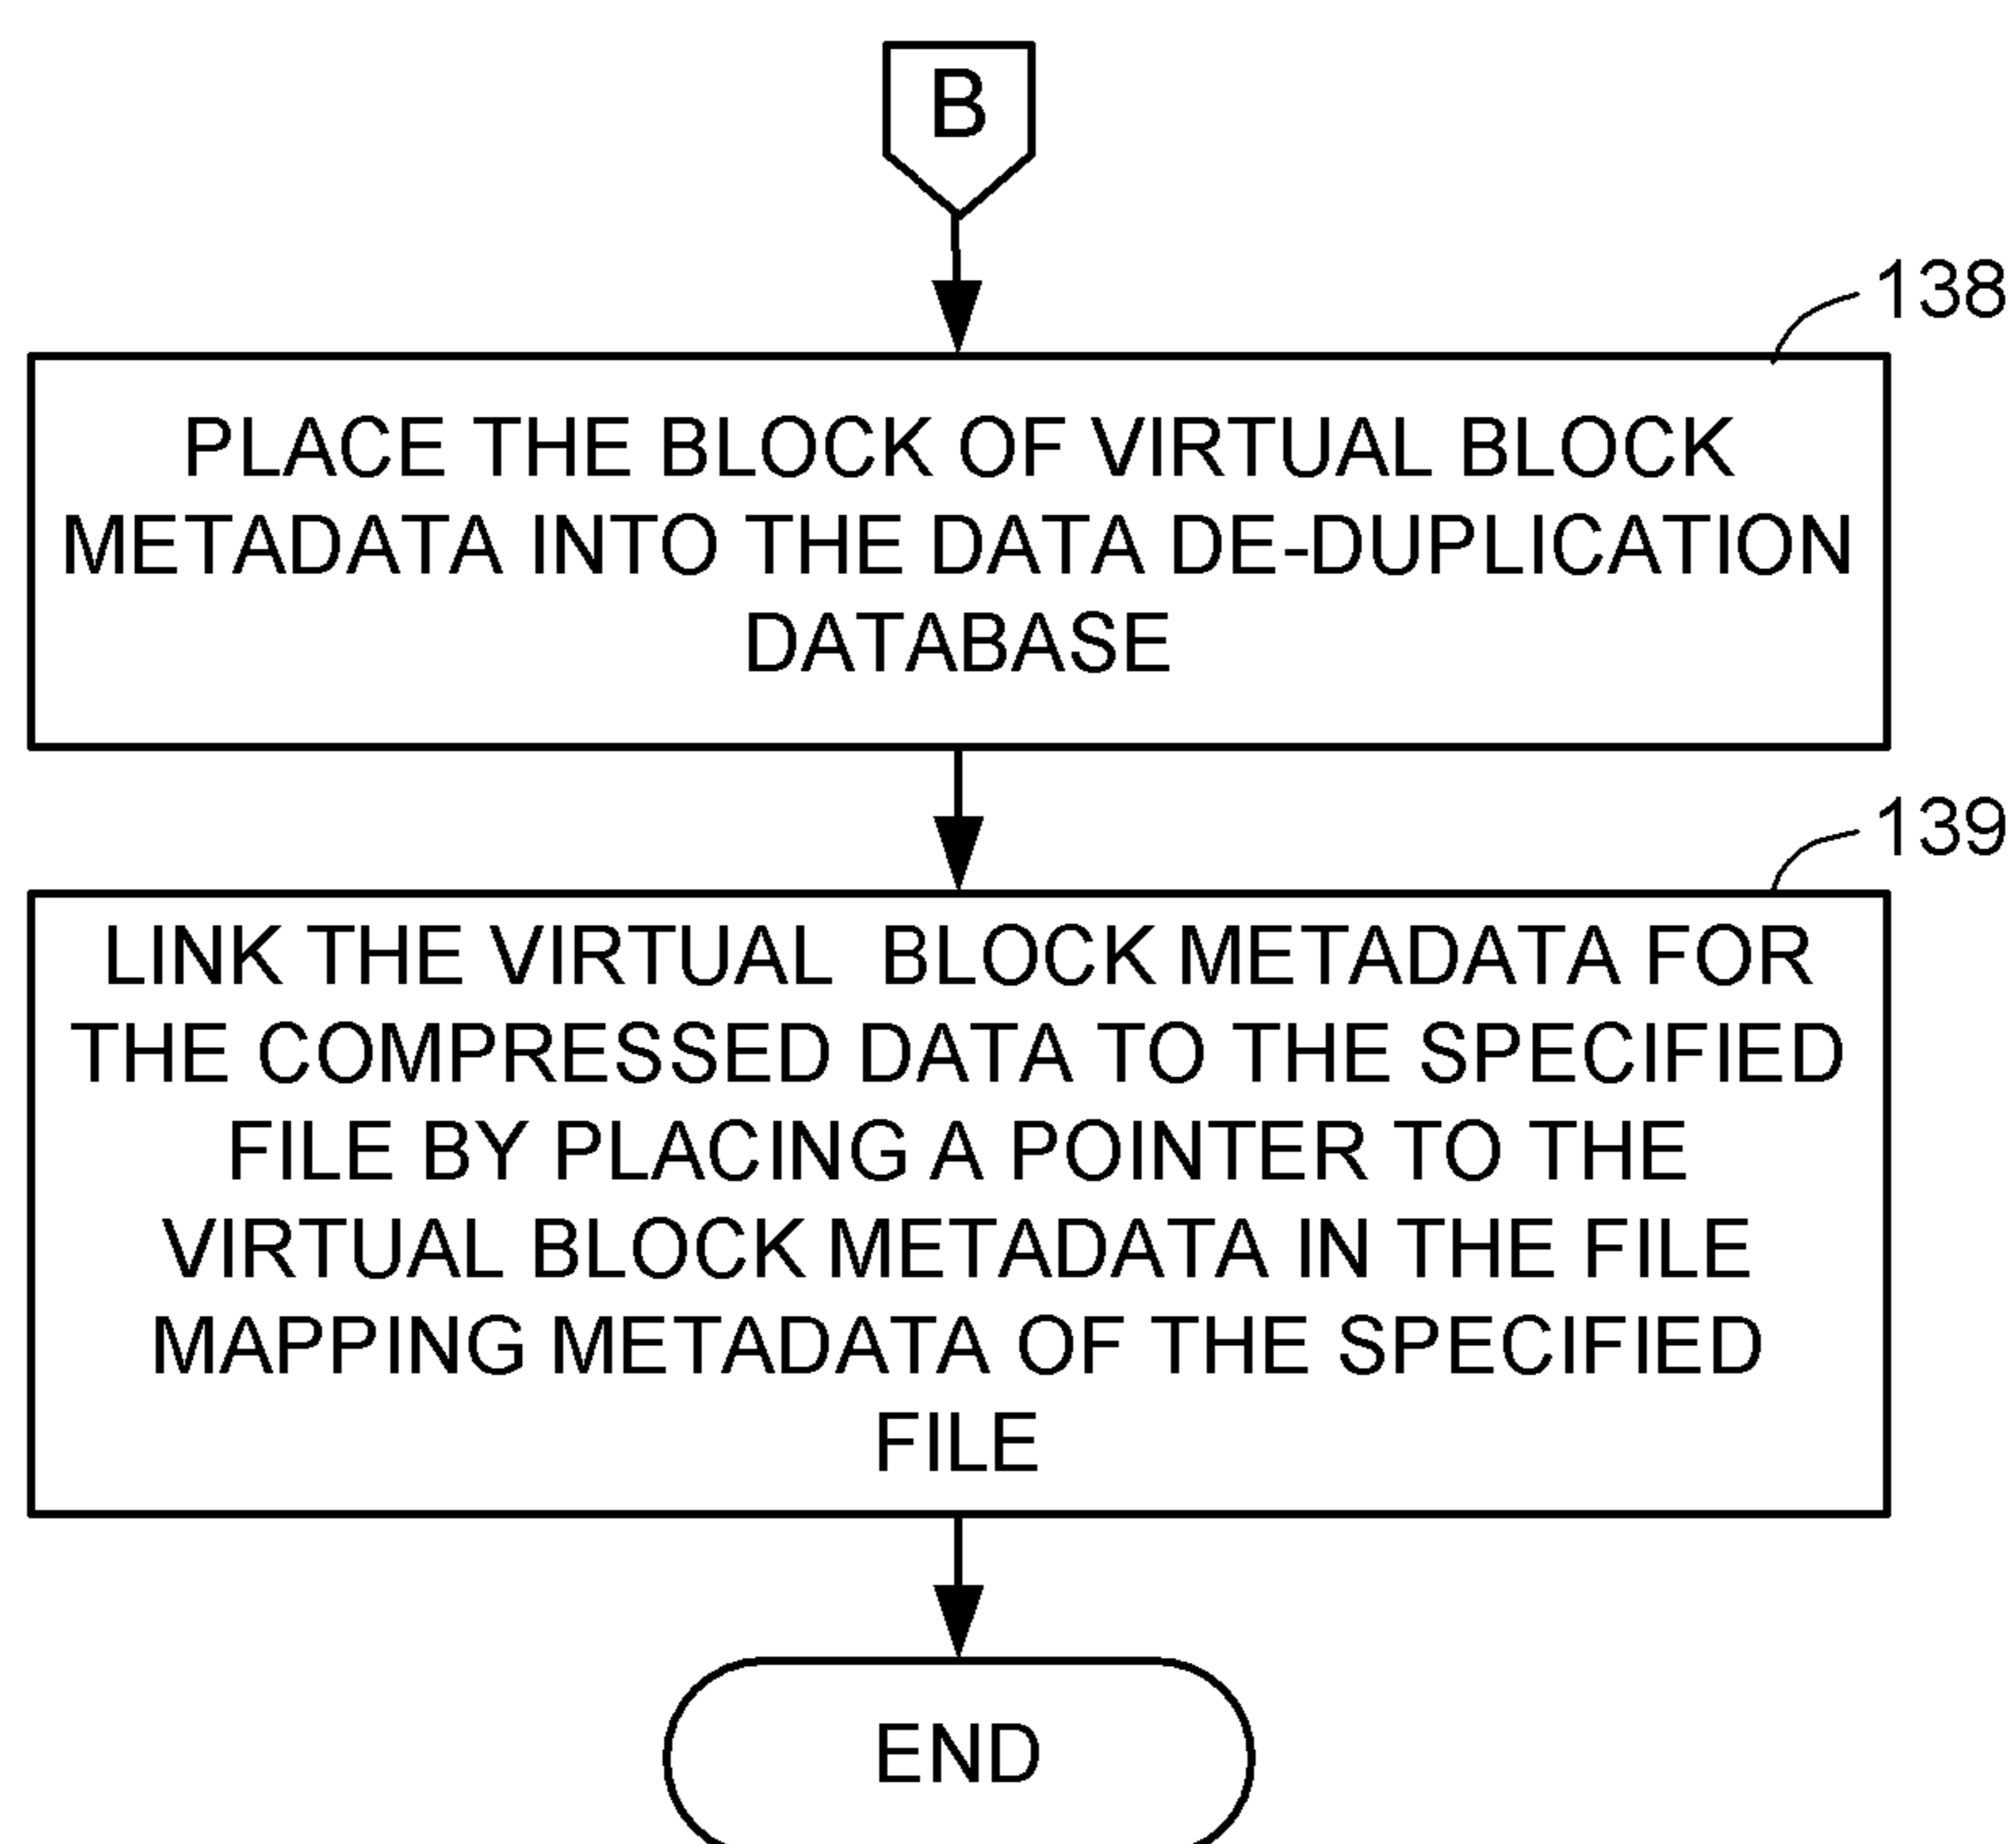 B
138
PLACE THE BLOCK OF VIRTUAL BLOCK
METADATA INTO THE DATA DE-DUPLICATION
DATABASE
139
LINK THE VIRTUAL BLOCK METADATA FOR
THE COMPRESSED DATA TO THE SPECIFIED
FILE BY PLACING A POINTER TO THE
VIRTUAL BLOCK METADATA IN THE FILE
MAPPING METADATA OF THE SPECIFIED
FILE
END